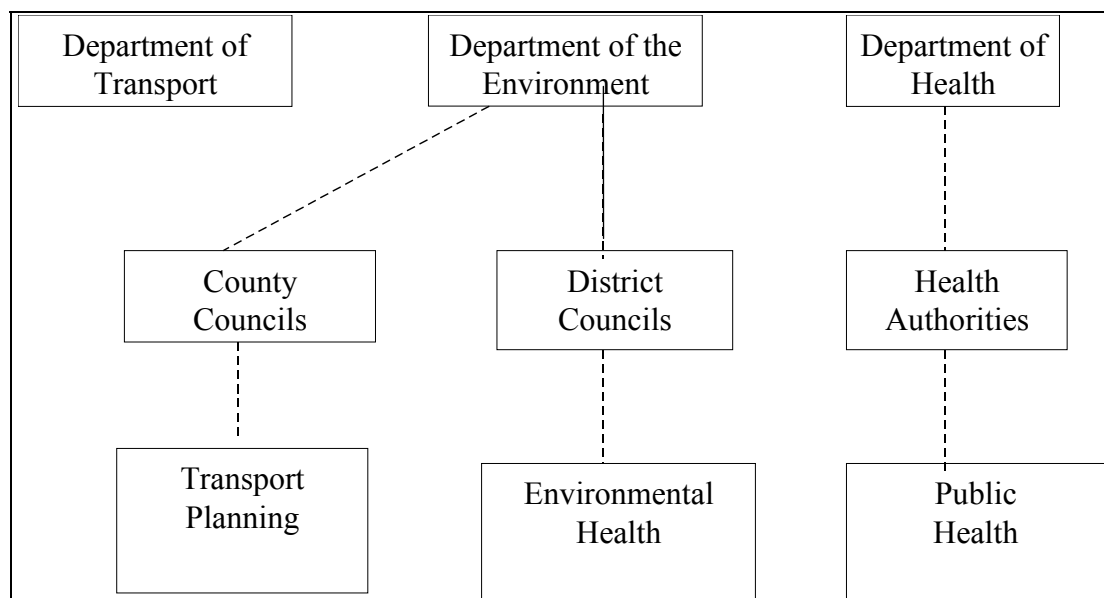 Department of
Transport
Department of the
Environment
Department of
Health
County
Councils
District
Councils
Health
Authorities
Transport
Planning
Environmental
Health
Public
Health